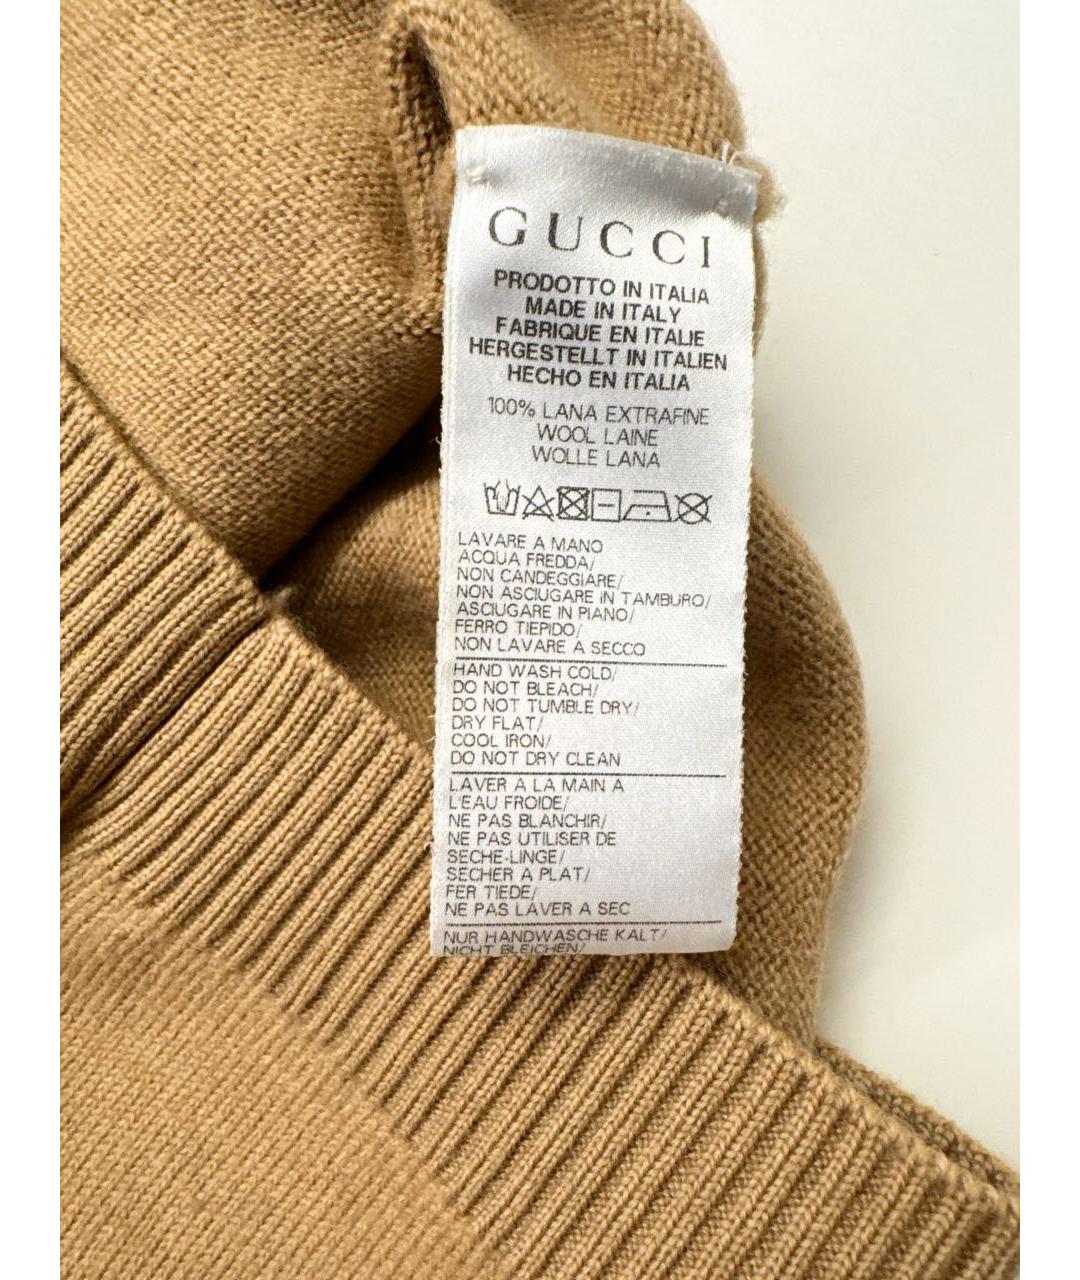 GUCCI
PRODOTTO IN ITALIA
MADE IN ITALY
FABRIQUE EN ITALIE
HERGESTELLT IN ITALIEN
HECHO EN ITALIA
100% LANA EXTRAFINE
WOOL LAINE
WOLLE LANA
LAVARE A MANO
ACQUA FREDDA/
NON CANDEGGIARE/
NON ASCIUGARE IN TAMBURO/
ASCIUGARE IN PIANO/
FERRO TIEPIDO/
NON LAVARE A SECCO
HAND WASH COLD/
DO NOT BLEACH/
DO NOT TUMBLE DRY/
DRY FLAT/
COOL IRON/
DO NOT DRY CLEAN
LAVER A LA MAIN A
L'EAU FROIDE/
NE PAS BLANCHIR/
NE PAS UTILISER DE
SECHE-LINGE/
SECHER A PLAT/
FER TIEDE/
NE PAS LAVER A SEC
NUR HANDWASCHE KALT/
NICHT BLEICHEN/